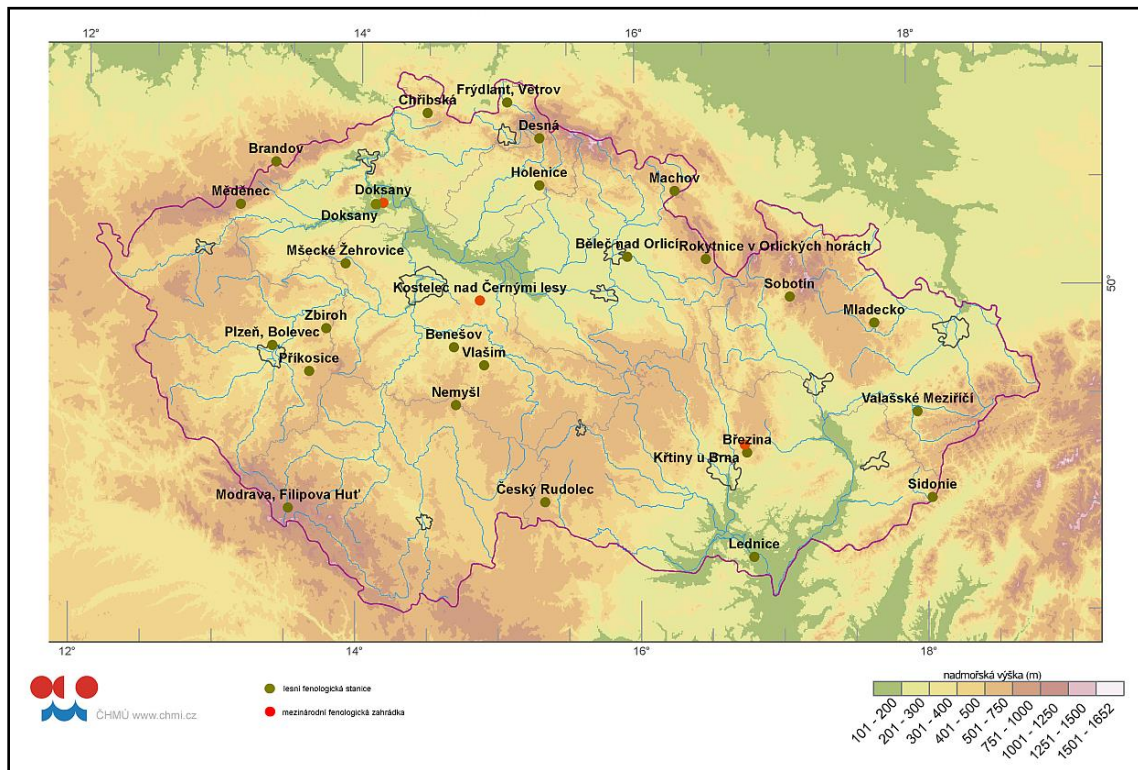 12°
14°
16°
18°
Frýdlant, Větrov
Chřibská
Desná
Brandov
Holenice
Machov
Měděnec
Doksany
Doksany
Běleč nad Orlicí
Rokytnice v Orlických horách
Mšecké Žehrovice
50°
50°
Kostelec nad Černými lesy
Sobotín
Zbiroh
Mladecko
Plzeň, Bolevec
Benešov
Příkosice
Vlašim
Nemyšl
Valašské Meziříčí
Březina
Křtiny u Brna
Modrava, Filipova Huť
Český Rudolec
Sidonie
Lednice
12°
14°
16°
18°
ČHMÚ www.chmi.cz
lesní fenologická stanice
mezinárodní fenologická zahrádka
nadmořská výška (m)
101 - 200
201 - 300
301 - 400
401 - 500
501 - 750
751 - 1000
1001 - 1250
1251 - 1500
1501 - 1652